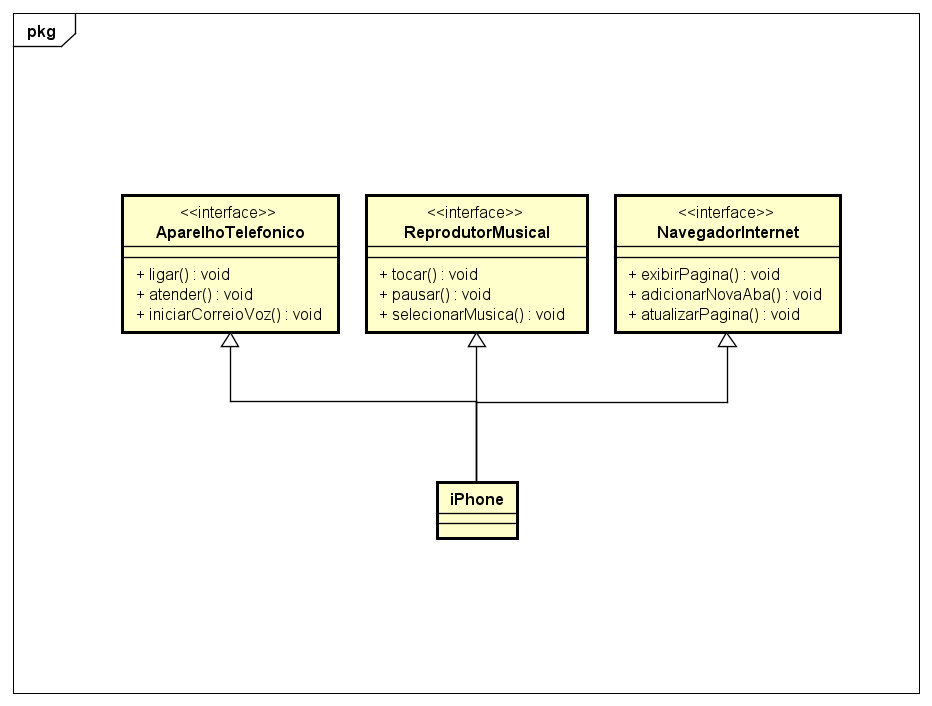 pkg
<<interface>>
AparelhoTelefonico
+ ligar() : void
+ atender() : void
+ iniciarCorreioVoz() : void
<<interface>>
ReprodutorMusical
+ tocar() : void
+ pausar() : void
+ selecionarMusica() : void
<<interface>>
NavegadorInternet
+ exibirPagina() : void
+ adicionarNovaAba() : void
+ atualizarPagina() : void
iPhone